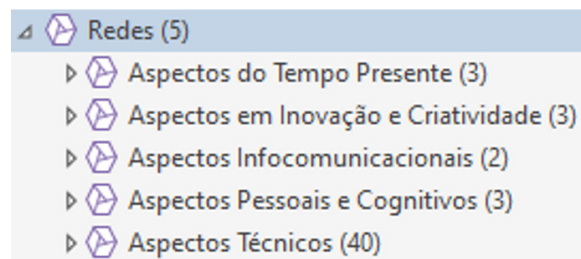 Redes (5)
Aspectos do Tempo Presente (3)
Aspectos em Inovação e Criatividade (3)
Aspectos Infocomunicacionais (2)
Aspectos Pessoais e Cognitivos (3)
Aspectos Técnicos (40)